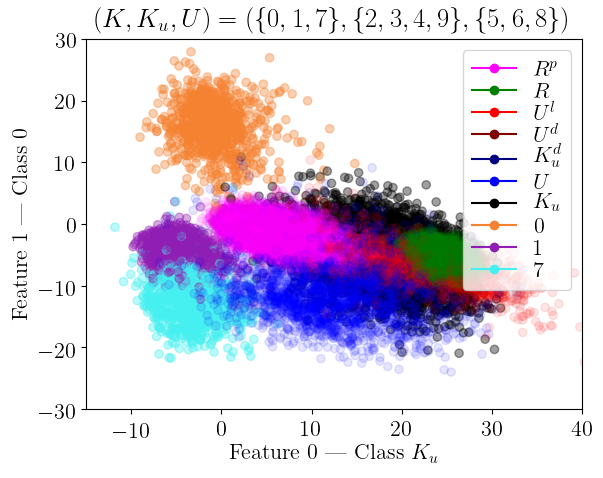 (K, K_u, U) = ({0, 1, 7}, {2, 3, 4, 9}, {5, 6, 8})
30
20
10
0
−10
−20
−30
Feature 1 — Class 0
R^p
R
U^l
U^d
K_u^d
U
K_u
0
1
7
−10
0
10
20
30
40
Feature 0 — Class K_u